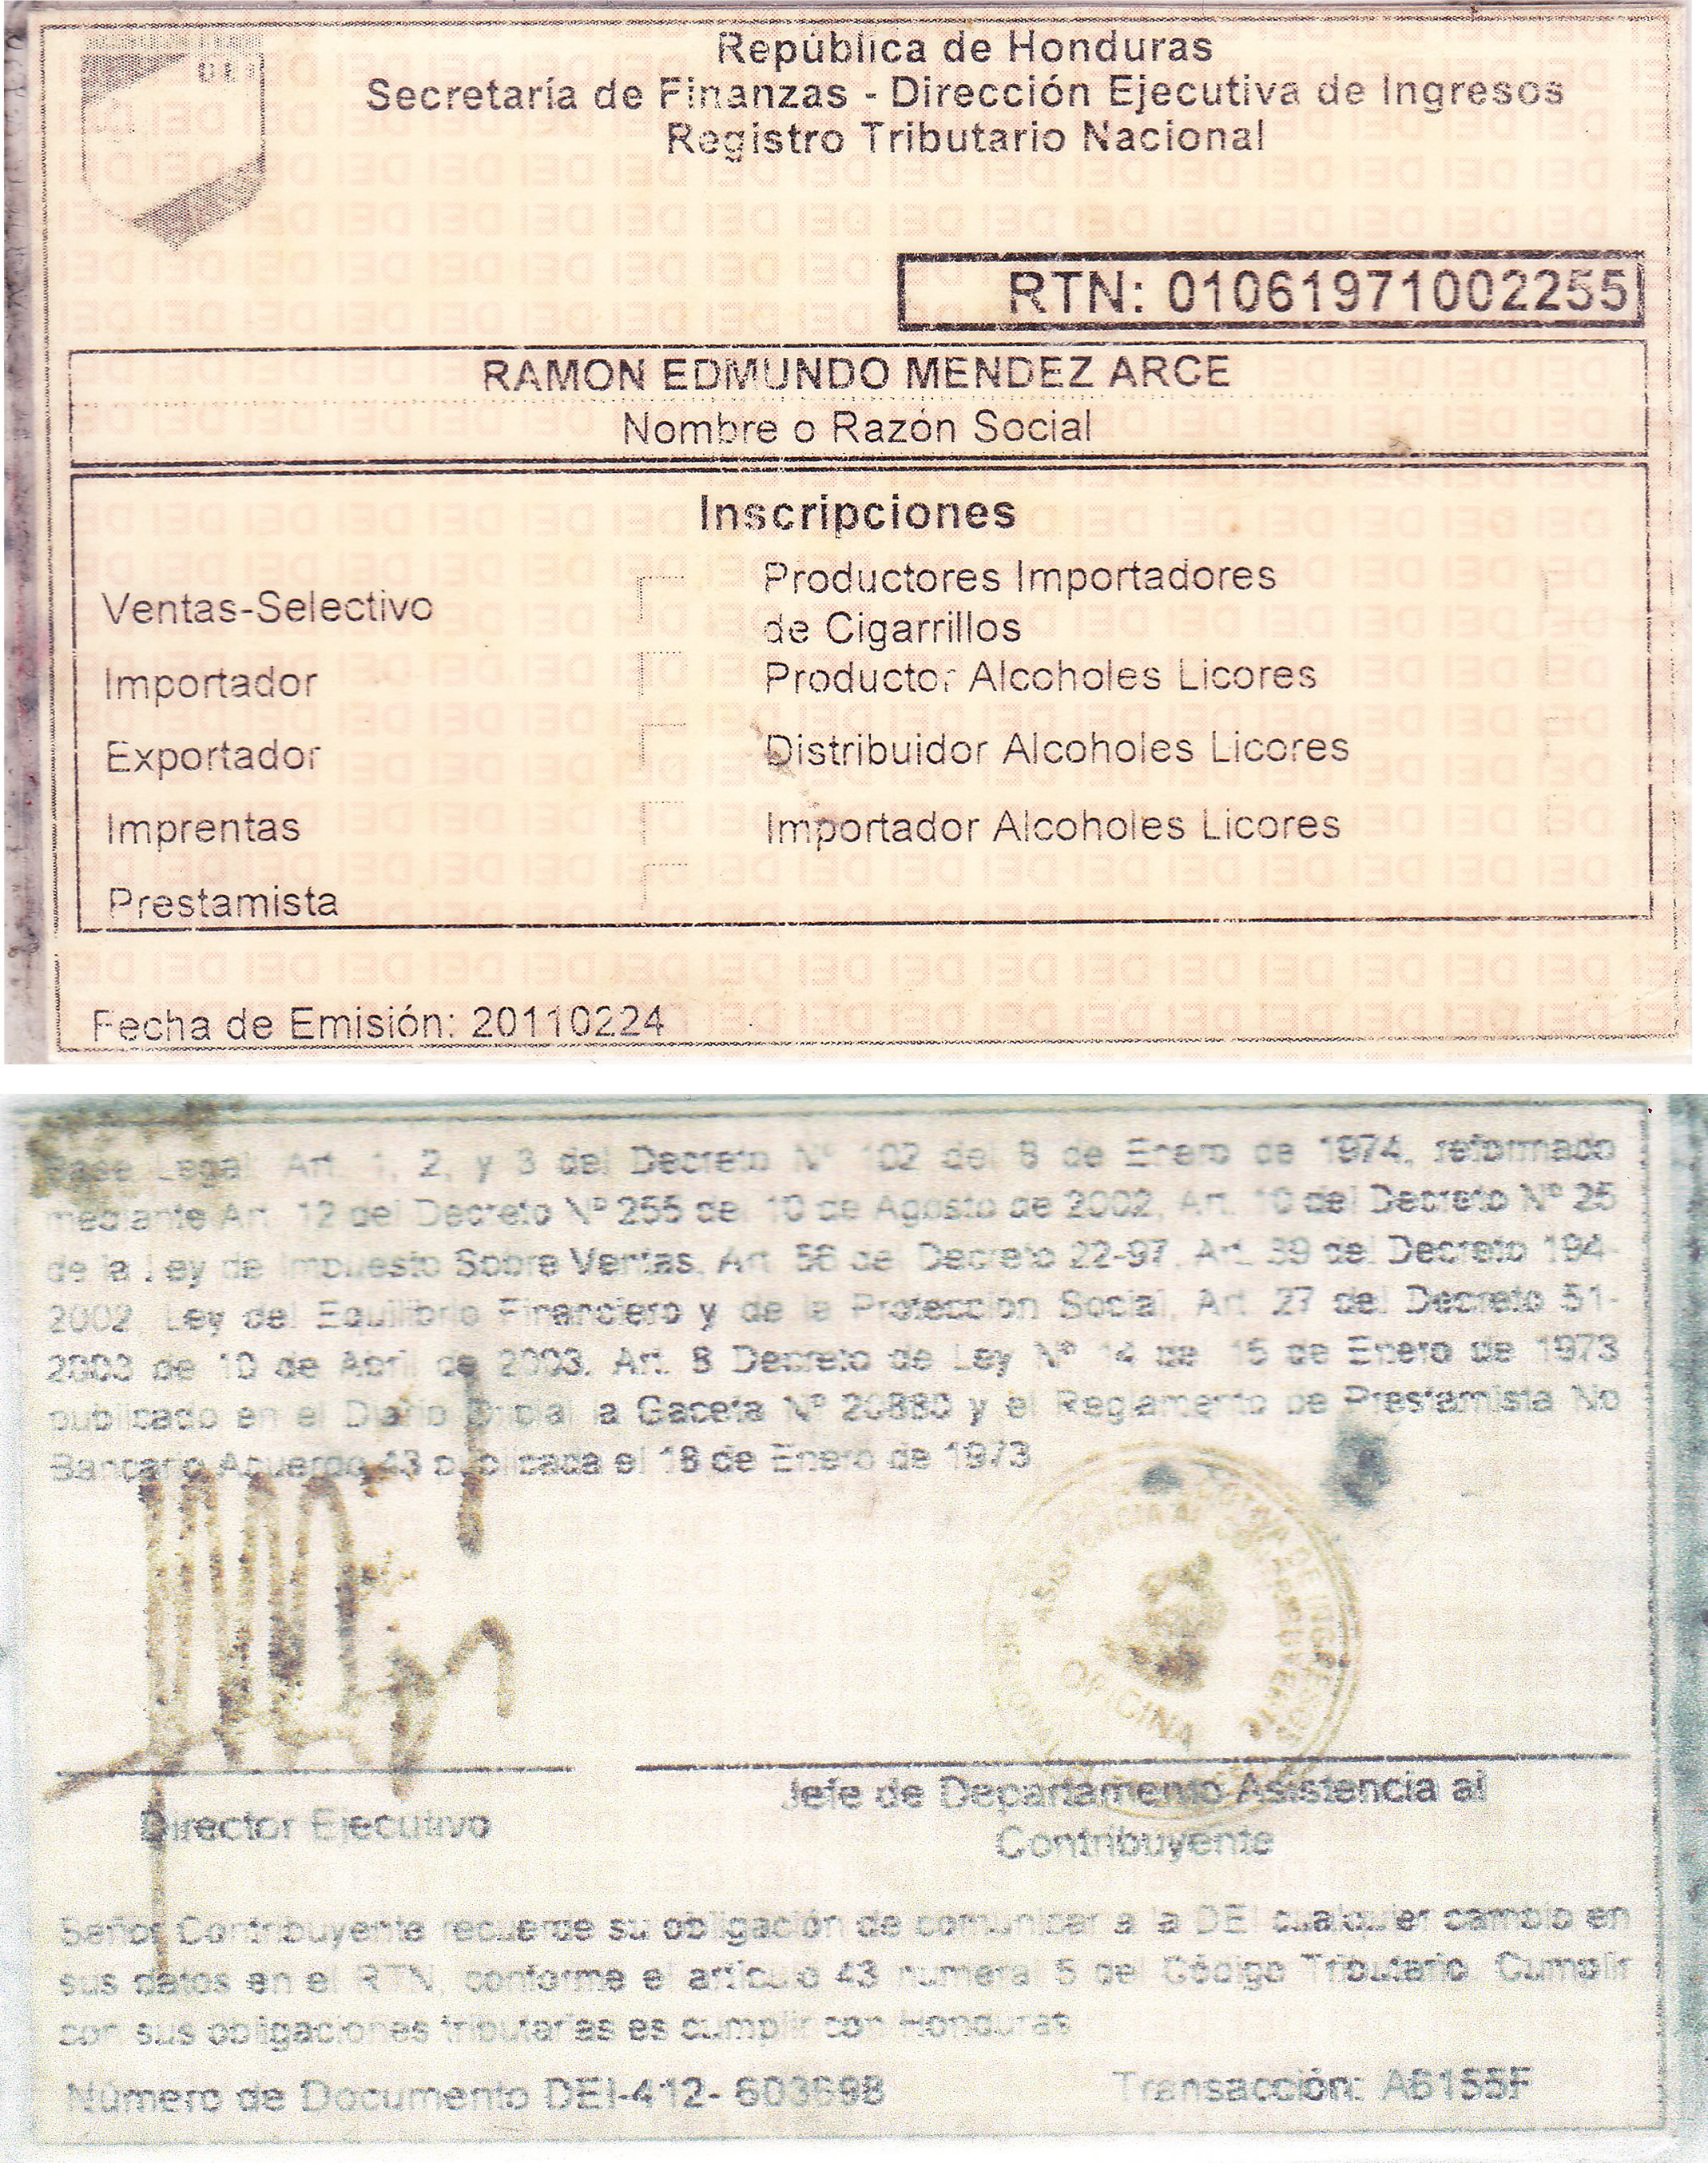 DEI
República de Honduras
Secretaría de Finanzas - Dirección Ejecutiva de Ingresos
Registro Tributario Nacional
RTN: 01061971002255
RAMON EDMUNDO MENDEZ ARCE
Nombre o Razón Social
Inscripciones
Ventas-Selectivo
Importador
Exportador
Imprentas
Prestamista
Productores Importadores
de Cigarrillos
Productor Alcoholes Licores
Distribuidor Alcoholes Licores
Importador Alcoholes Licores
Fecha de Emisión: 20110224
Base Legal Art. 1, 2, y 3 del Decreto Nº 102 del 8 de Enero de 1974, reformado
mediante Art. 12 del Decreto Nº 255 del 10 de Agosto de 2002, Art. 10 del Decreto Nº 25
de la Ley de Impuesto Sobre Ventas, Art. 56 del Decreto 22-97, Art. 39 del Decreto 194-
2002 Ley del Equilibrio Financiero y de la Proteccion Social, Art. 27 del Decreto 51-
2003 de 10 de Abril de 2003, Art. 8 Decreto de Ley Nº 14 del 15 de Enero de 1973
publicado en el Diario Oficial la Gaceta Nº 20880 y el Reglamento de Prestamista No
Bancario Acuerdo 43 publicada el 18 de Enero de 1973
OFICINA
Director Ejecutivo
Jefe de Departamento Asistencia al
Contribuyente
Señor Contribuyente recuerde su obligación de comunicar a la DEI cualquier cambio en
sus datos en el RTN, conforme el artículo 43 numeral 5 del Código Tributario. Cumplir
con sus obligaciones tributarias es cumplir con Honduras
Número de Documento DEI-412- 603698
Transacción: A6155F